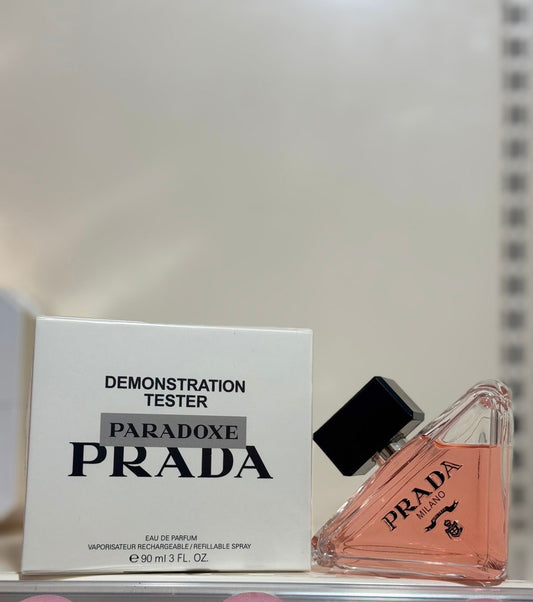 DEMONSTRATION
TESTER
PARADOXE
PRADA
EAU DE PARFUM
VAPORISATEUR RECHARGEABLE / REFILLABLE SPRAY
℮ 90 ml 3 FL. OZ.
PRADA
MILANO